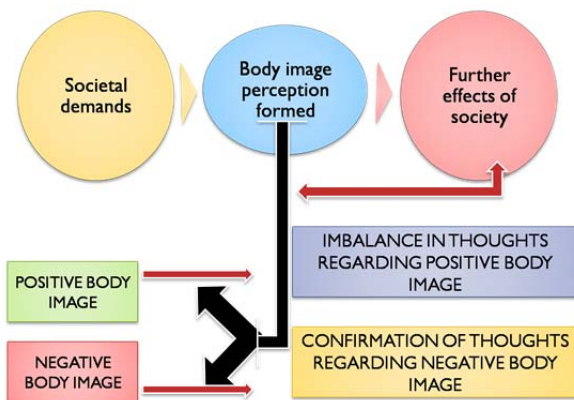 Societal
demands
Body image
perception
formed
Further
effects of
society
POSITIVE BODY
IMAGE
IMBALANCE IN THOUGHTS
REGARDING POSITIVE BODY
IMAGE
NEGATIVE
BODY IMAGE
CONFIRMATION OF THOUGHTS
REGARDING NEGATIVE BODY
IMAGE